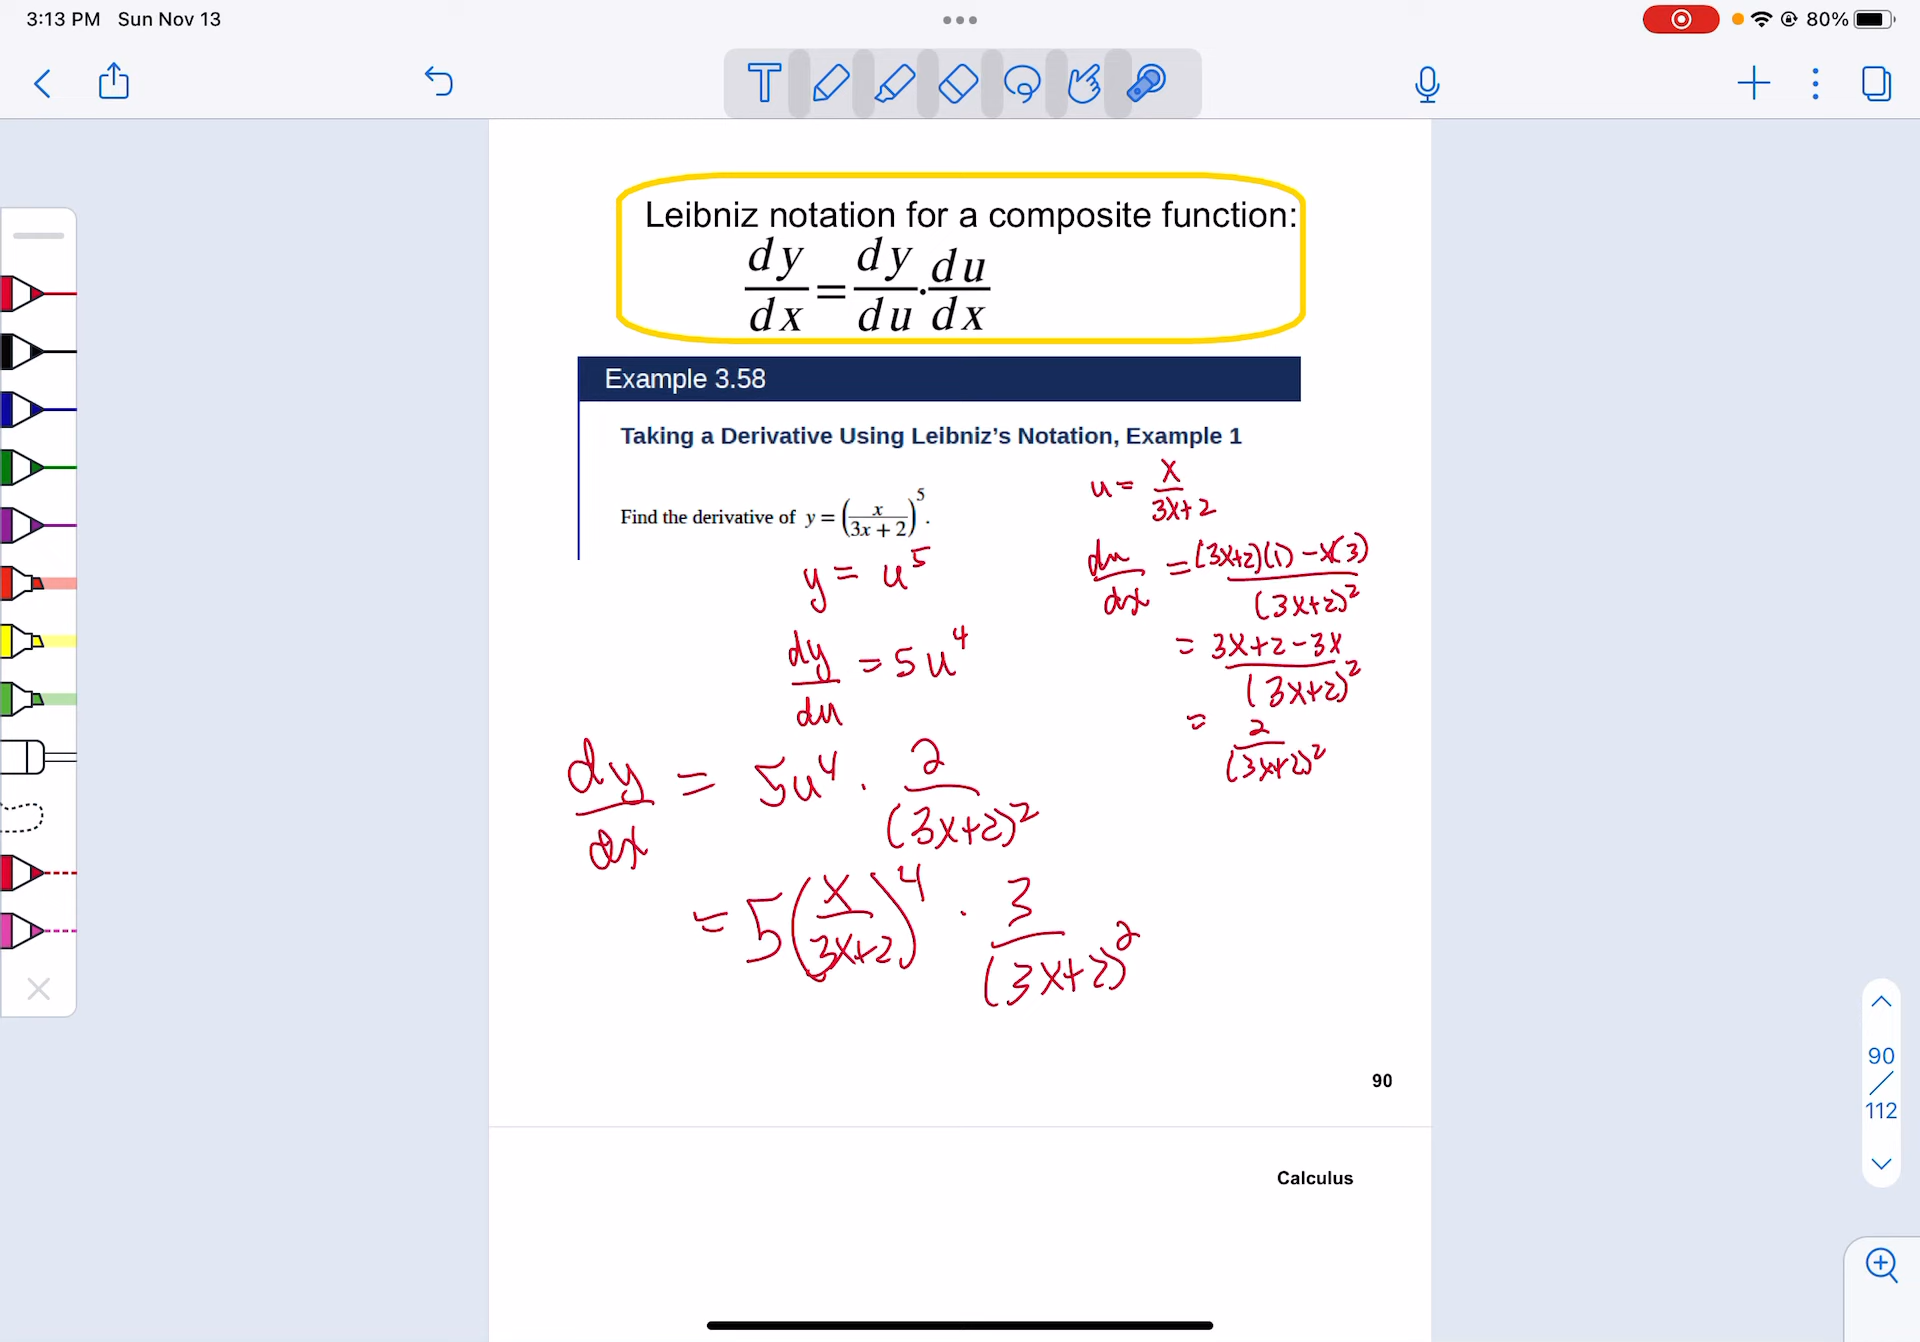 3:13 PM Sun Nov 13
80%
Leibniz notation for a composite function:
dy/dx = dy/du · du/dx
Example 3.58
Taking a Derivative Using Leibniz's Notation, Example 1
Find the derivative of y = (x/(3x + 2))^5.
u = x/(3x+2)
y = u^5
du/dx = ((3x+2)(1) - x(3))/(3x+2)^2
= (3x+2-3x)/(3x+2)^2
= 2/(3x+2)^2
dy/du = 5u^4
dy/dx = 5u^4 · 2/(3x+2)^2
= 5(x/(3x+2))^4 · 3/(3x+2)^2
90
90 / 112
Calculus